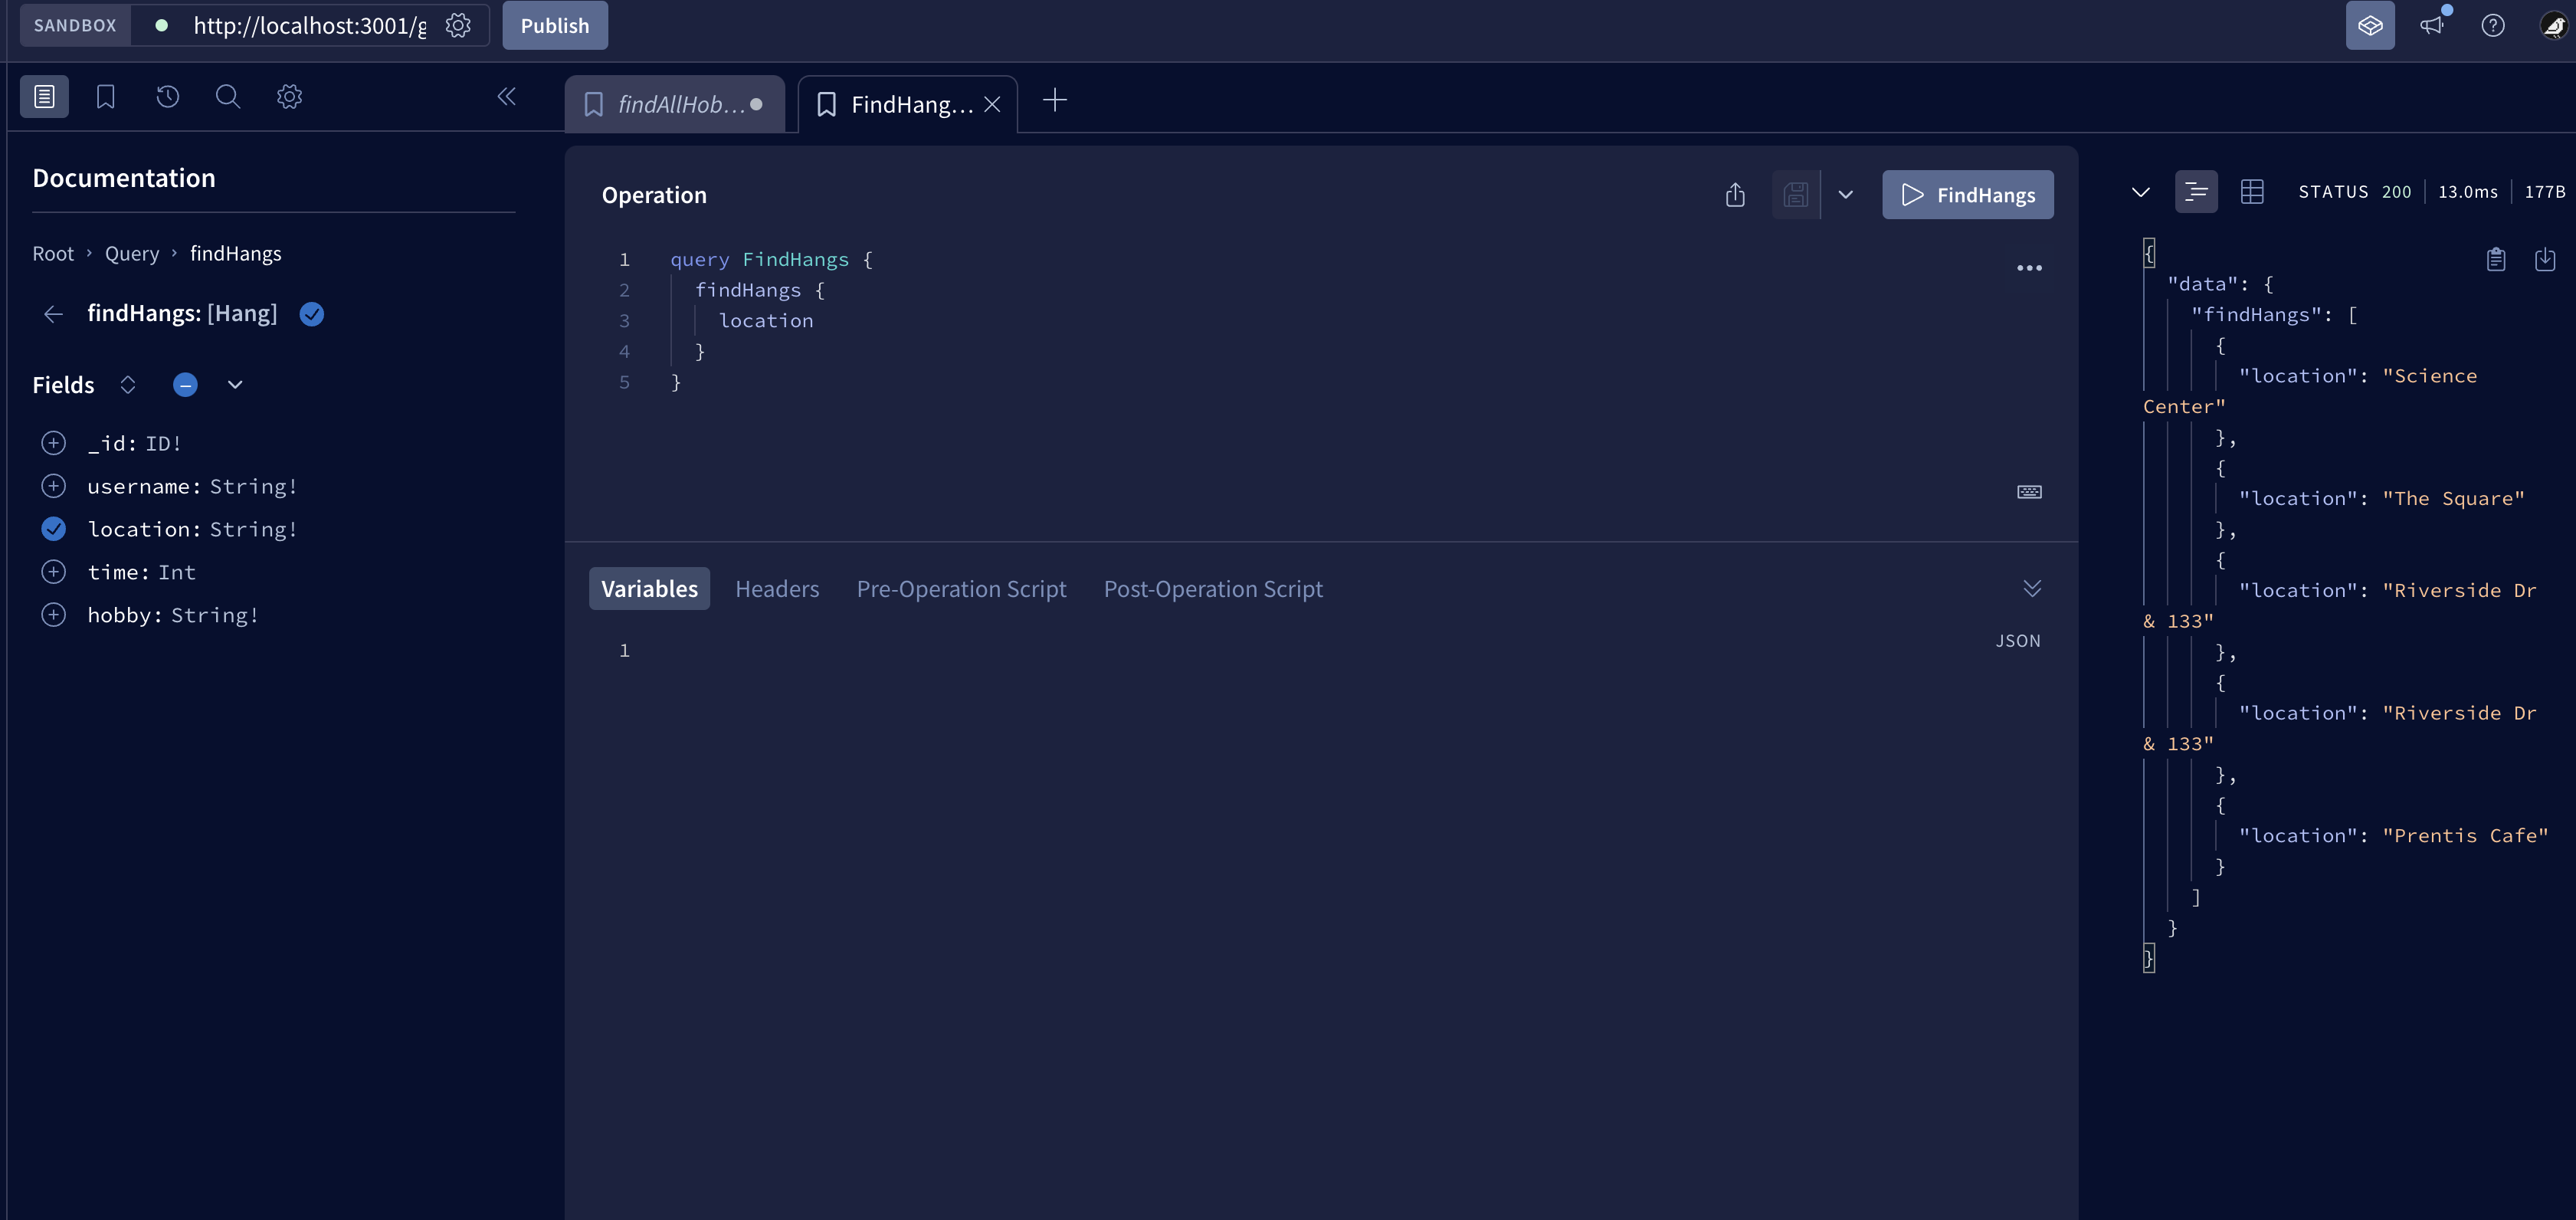 SANDBOX http://localhost:3001/g Publish
findAllHob... FindHang...
Documentation
Root › Query › findHangs
findHangs: [Hang]
Fields
_id: ID!
username: String!
location: String!
time: Int
hobby: String!
Operation
FindHangs
1 query FindHangs {
2 findHangs {
3 location
4 }
5 }
Variables Headers Pre-Operation Script Post-Operation Script
JSON
1
STATUS 200 13.0ms 177B
{
"data": {
"findHangs": [
{
"location": "Science
Center"
},
{
"location": "The Square"
},
{
"location": "Riverside Dr
& 133"
},
{
"location": "Riverside Dr
& 133"
},
{
"location": "Prentis Cafe"
}
]
}
}